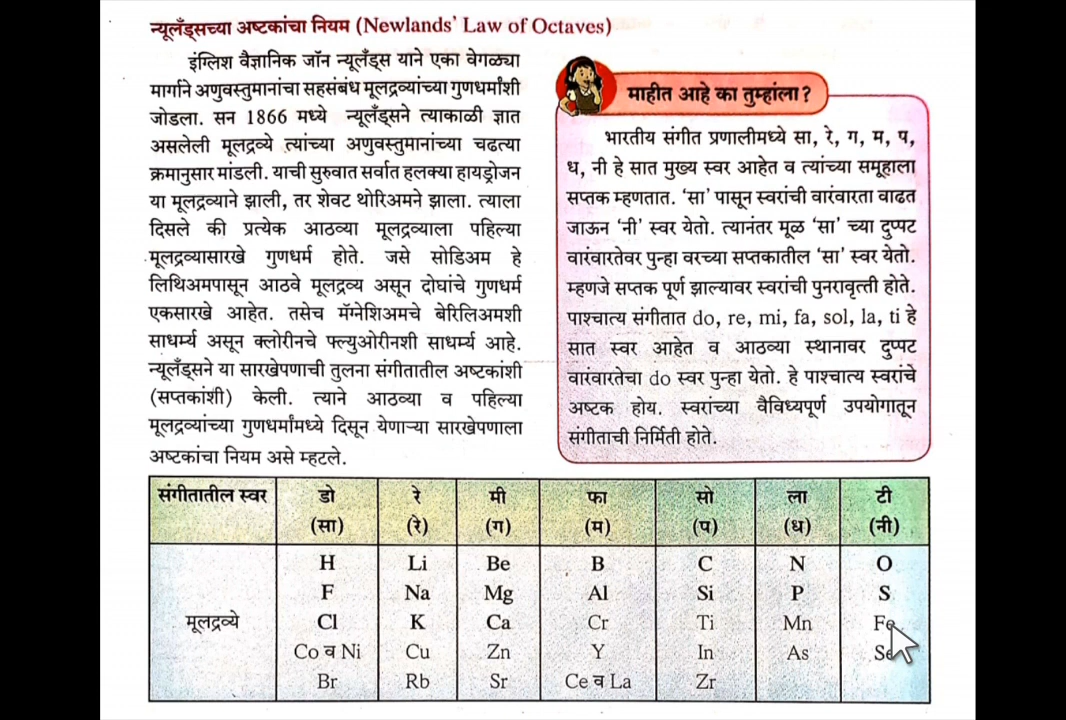 न्यूलँड्सच्या अष्टकांचा नियम (Newlands' Law of Octaves)
इंग्लिश वैज्ञानिक जॉन न्यूलँड्स याने एका वेगळ्या
मार्गाने अणुवस्तुमानांचा सहसंबंध मूलद्रव्यांच्या गुणधर्मांशी
जोडला. सन 1866 मध्ये न्यूलँड्सने त्याकाळी ज्ञात
असलेली मूलद्रव्ये त्यांच्या अणुवस्तुमानांच्या चढत्या
क्रमानुसार मांडली. याची सुरुवात सर्वात हलक्या हायड्रोजन
या मूलद्रव्याने झाली, तर शेवट थोरिअमने झाला. त्याला
दिसले की प्रत्येक आठव्या मूलद्रव्याला पहिल्या
मूलद्रव्यासारखे गुणधर्म होते. जसे सोडिअम हे
लिथिअमपासून आठवे मूलद्रव्य असून दोघांचे गुणधर्म
एकसारखे आहेत. तसेच मॅग्नेशिअमचे बेरिलिअमशी
साधर्म्य असून क्लोरीनचे फ्ल्युओरीनशी साधर्म्य आहे.
न्यूलँड्सने या सारखेपणाची तुलना संगीतातील अष्टकांशी
(सप्तकांशी) केली. त्याने आठव्या व पहिल्या
मूलद्रव्यांच्या गुणधर्मांमध्ये दिसून येणाऱ्या सारखेपणाला
अष्टकांचा नियम असे म्हटले.
माहीत आहे का तुम्हांला ?
भारतीय संगीत प्रणालीमध्ये सा, रे, ग, म, प,
ध, नी हे सात मुख्य स्वर आहेत व त्यांच्या समूहाला
सप्तक म्हणतात. 'सा' पासून स्वरांची वारंवारता वाढत
जाऊन 'नी' स्वर येतो. त्यानंतर मूळ 'सा' च्या दुप्पट
वारंवारतेवर पुन्हा वरच्या सप्तकातील 'सा' स्वर येतो.
म्हणजे सप्तक पूर्ण झाल्यावर स्वरांची पुनरावृत्ती होते.
पाश्चात्य संगीतात do, re, mi, fa, sol, la, ti हे
सात स्वर आहेत व आठव्या स्थानावर दुप्पट
वारंवारतेचा do स्वर पुन्हा येतो. हे पाश्चात्य स्वरांचे
अष्टक होय. स्वरांच्या वैविध्यपूर्ण उपयोगातून
संगीताची निर्मिती होते.
संगीतातील स्वर डो रे मी फा सो ला टी
(सा) (रे) (ग) (म) (प) (ध) (नी)
H Li Be B C N O
F Na Mg Al Si P S
मूलद्रव्ये Cl K Ca Cr Ti Mn Fe
Co व Ni Cu Zn Y In As Se
Br Rb Sr Ce व La Zr